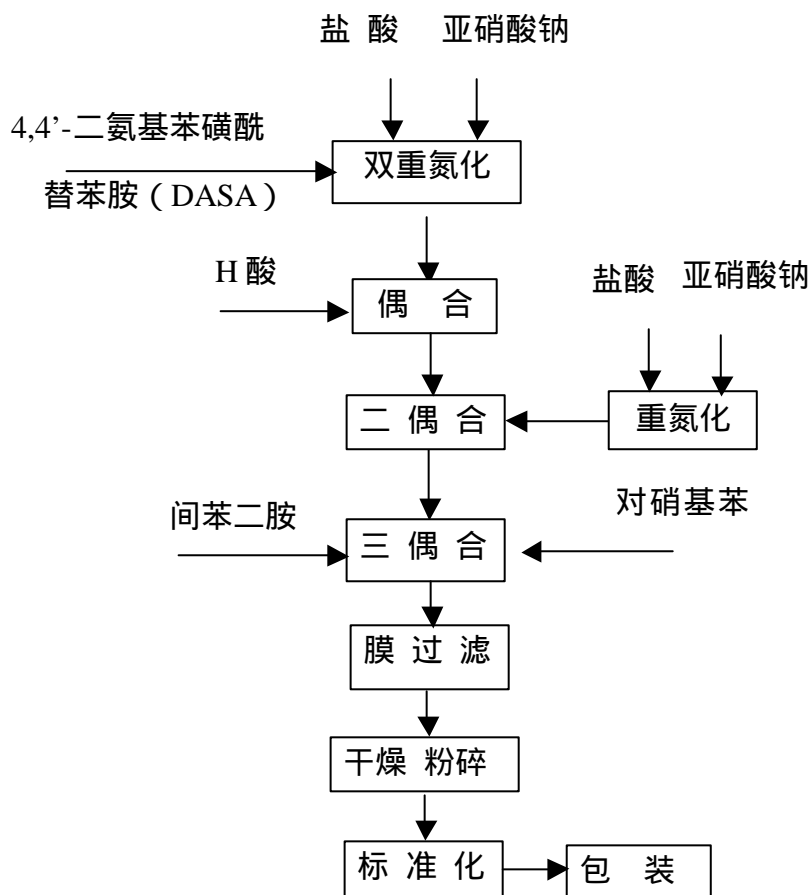 盐 酸 亚硝酸钠
4,4’-二氨基苯磺酰
替苯胺（DASA）
双重氮化
H 酸
偶 合
盐酸 亚硝酸钠
二 偶 合
重氮化
间苯二胺
三 偶 合
对硝基苯
膜 过 滤
干燥 粉碎
标 准 化
包 装